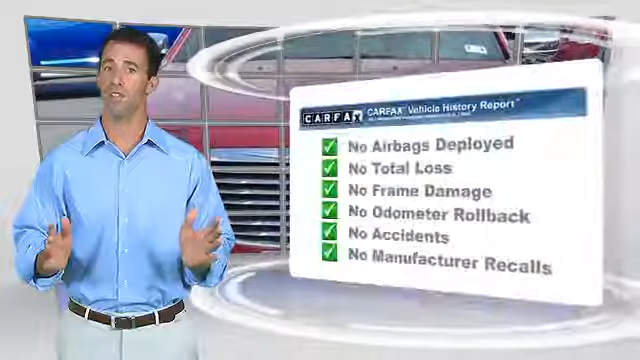 CARFAX CARFAX Vehicle History Report™
No Airbags Deployed
No Total Loss
No Frame Damage
No Odometer Rollback
No Accidents
No Manufacturer Recalls